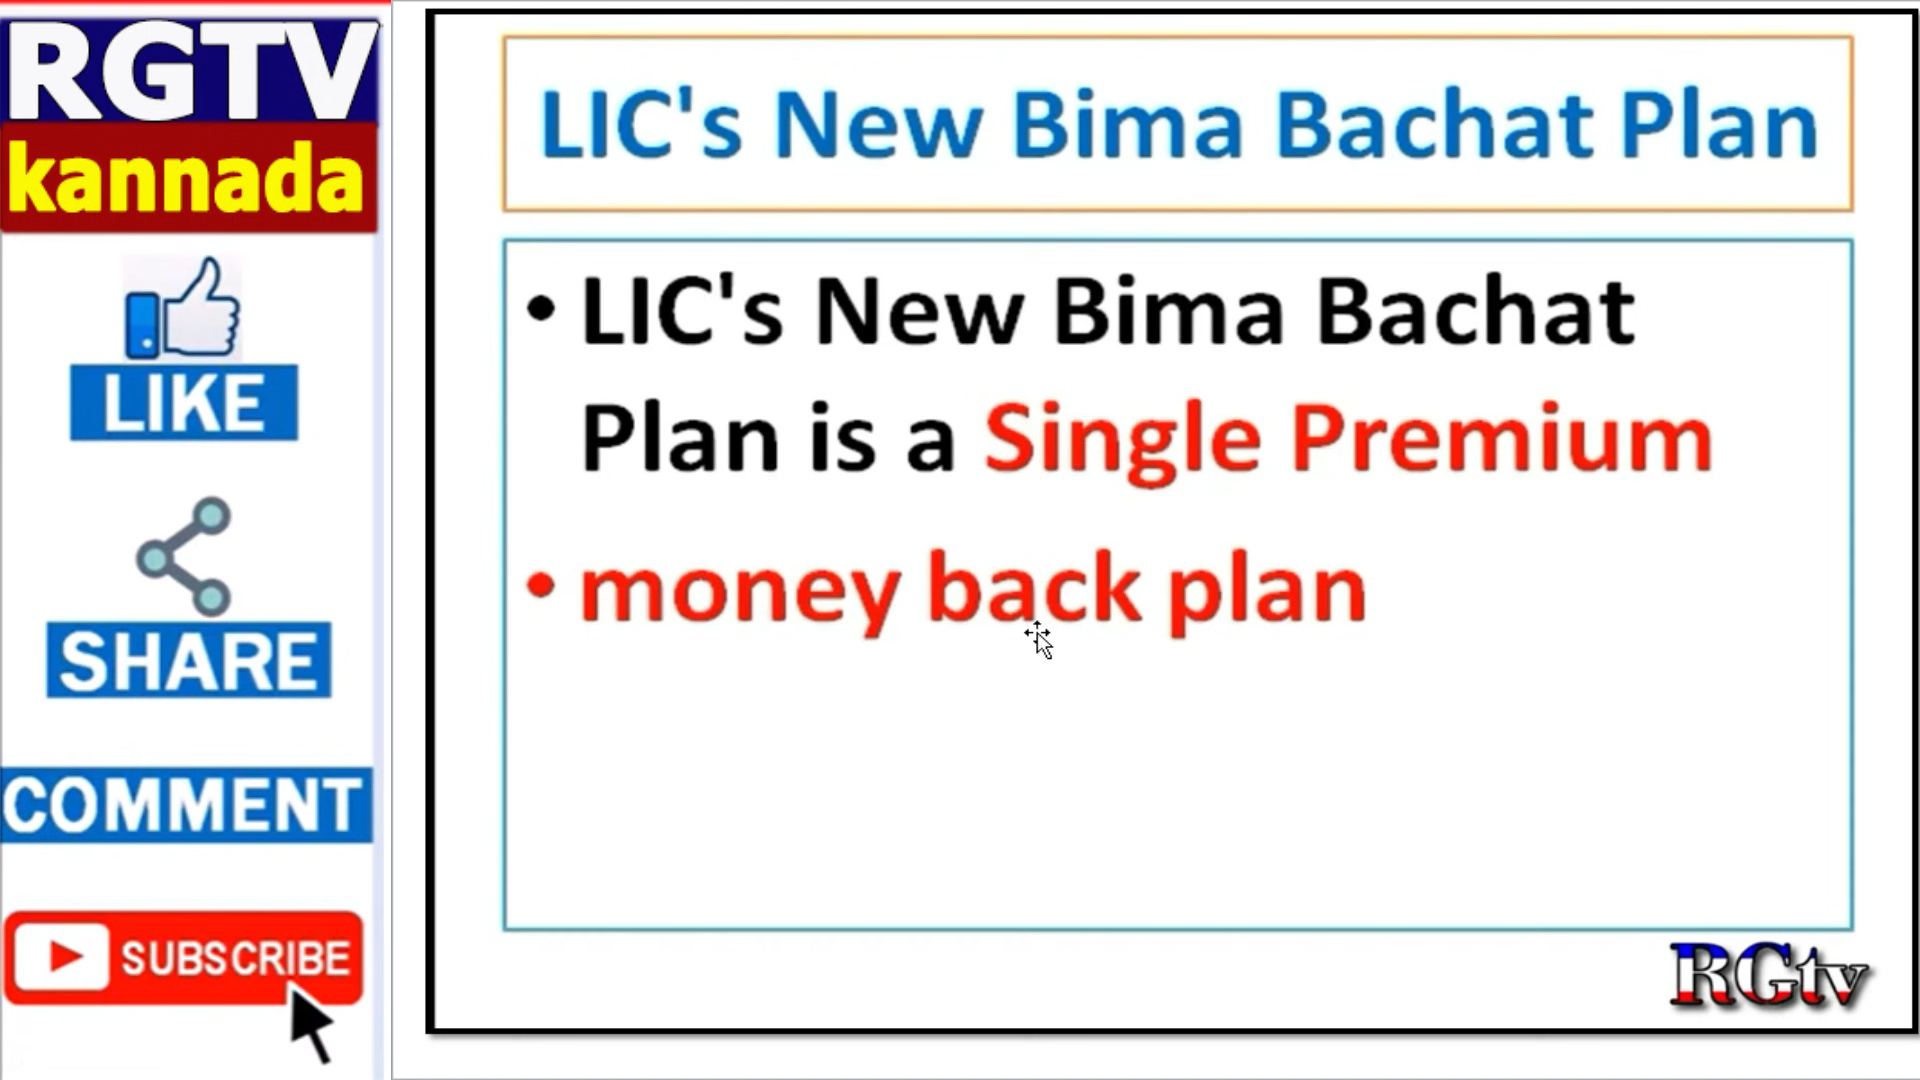 RGTV
kannada
LIKE
SHARE
COMMENT
SUBSCRIBE
LIC's New Bima Bachat Plan
• LIC's New Bima Bachat
Plan is a Single Premium
• money back plan
RGtv